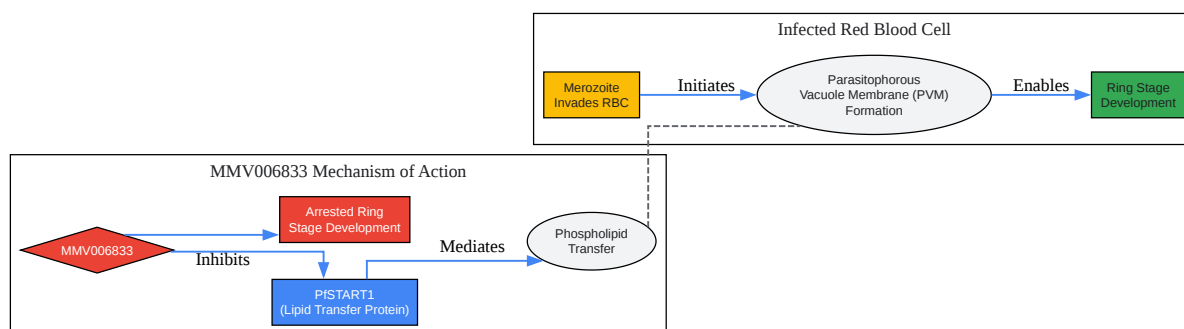 Infected Red Blood Cell
Merozoite
Invades RBC
Initiates
Parasitophorous
Vacuole Membrane (PVM)
Formation
Enables
Ring Stage
Development
MMV006833 Mechanism of Action
MMV006833
Arrested Ring
Stage Development
Inhibits
PfSTART1
(Lipid Transfer Protein)
Mediates
Phospholipid
Transfer